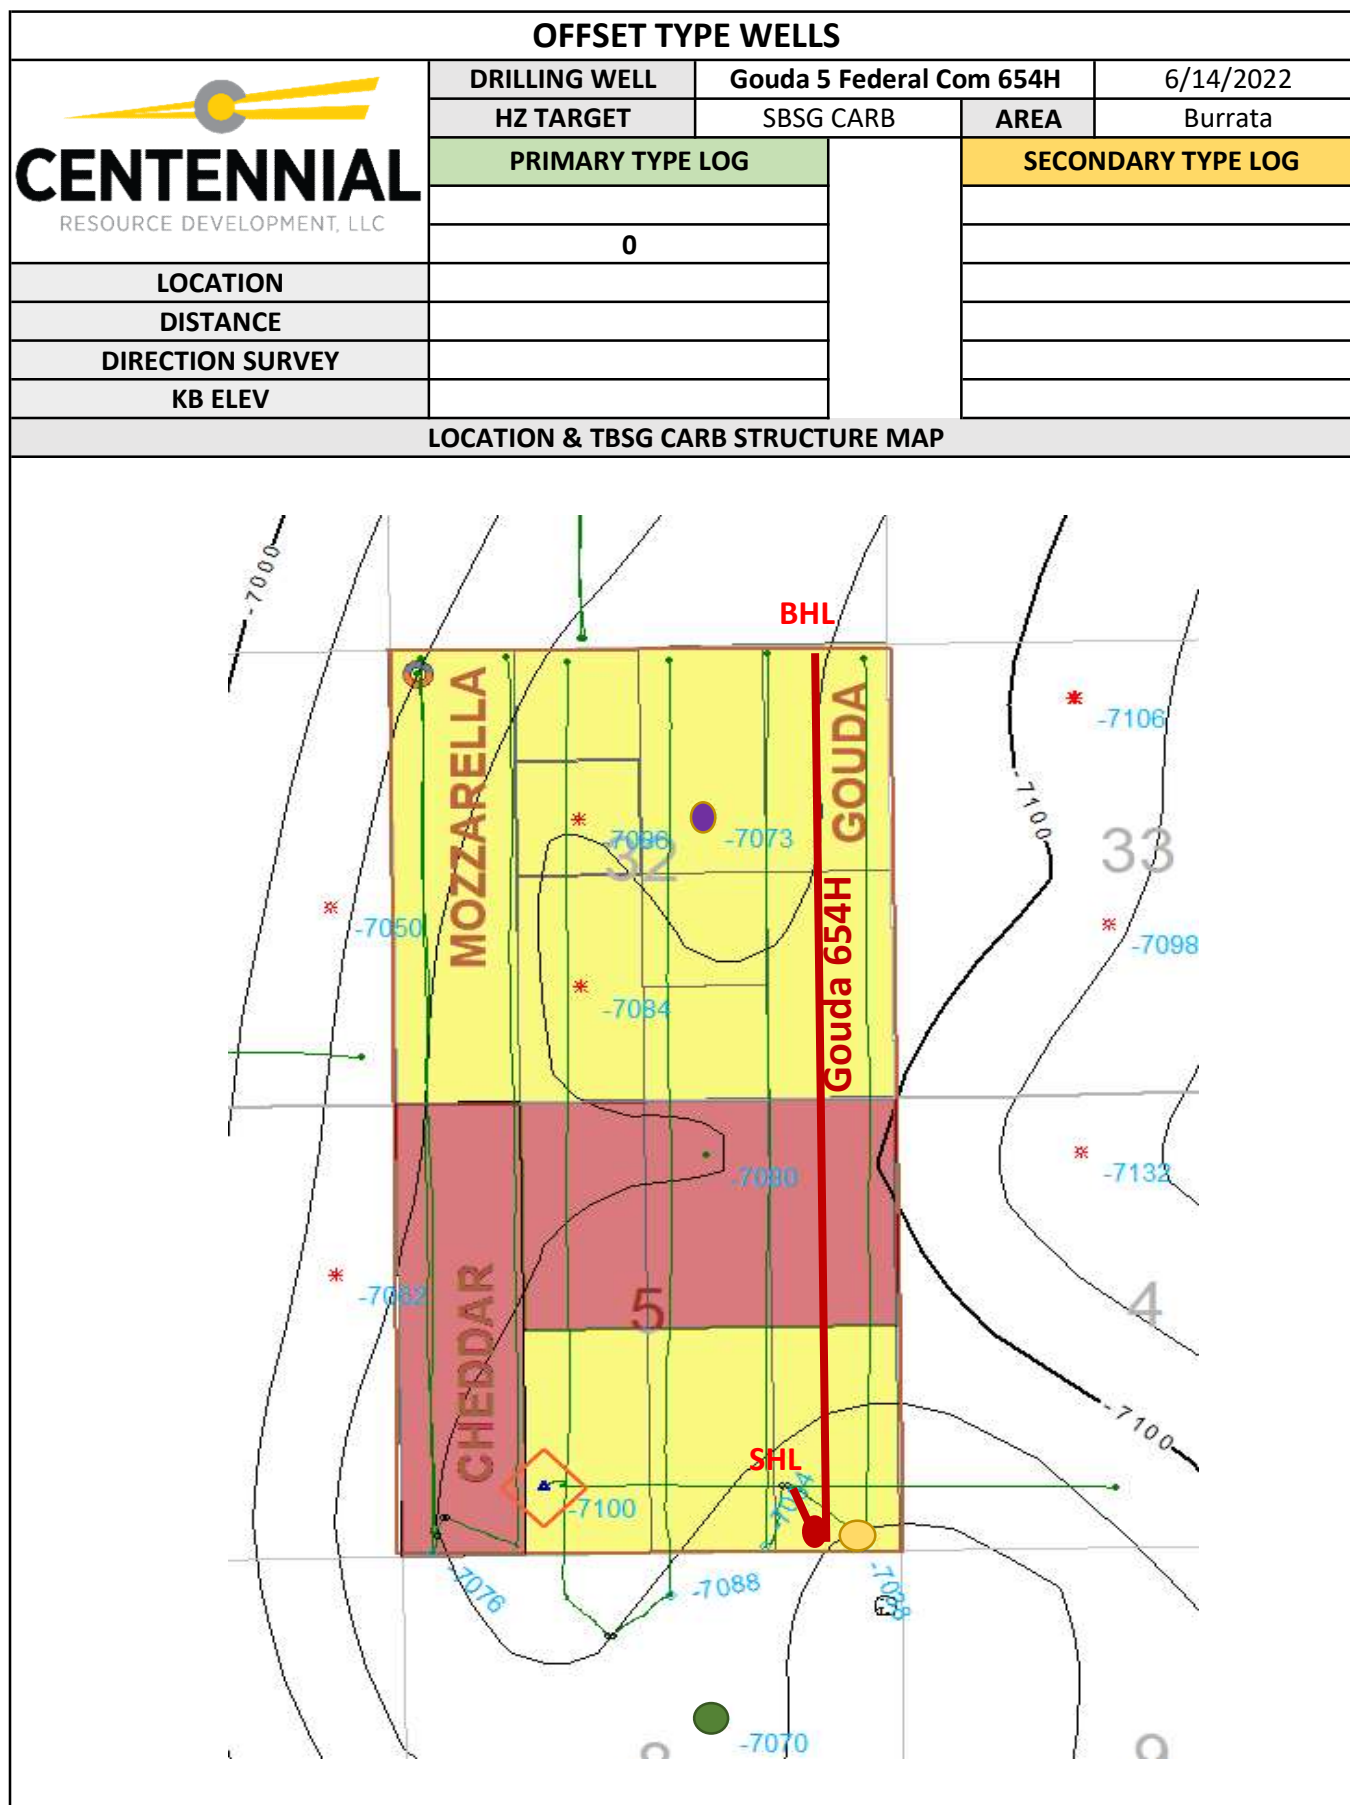 OFFSET TYPE WELLS
CENTENNIAL
RESOURCE DEVELOPMENT, LLC
DRILLING WELL Gouda 5 Federal Com 654H 6/14/2022
HZ TARGET SBSG CARB AREA Burrata
PRIMARY TYPE LOG SECONDARY TYPE LOG
0
LOCATION
DISTANCE
DIRECTION SURVEY
KB ELEV
LOCATION & TBSG CARB STRUCTURE MAP
-7000
BHL
MOZZARELLA
GOUDA
-7106
-7100
32
-7073
33
-7050
Gouda 654H
-7098
-7084
-7080
-7132
-7062
CHEDDAR
5
4
-7100
SHL
-7100
-7076
-7088
-7070
9